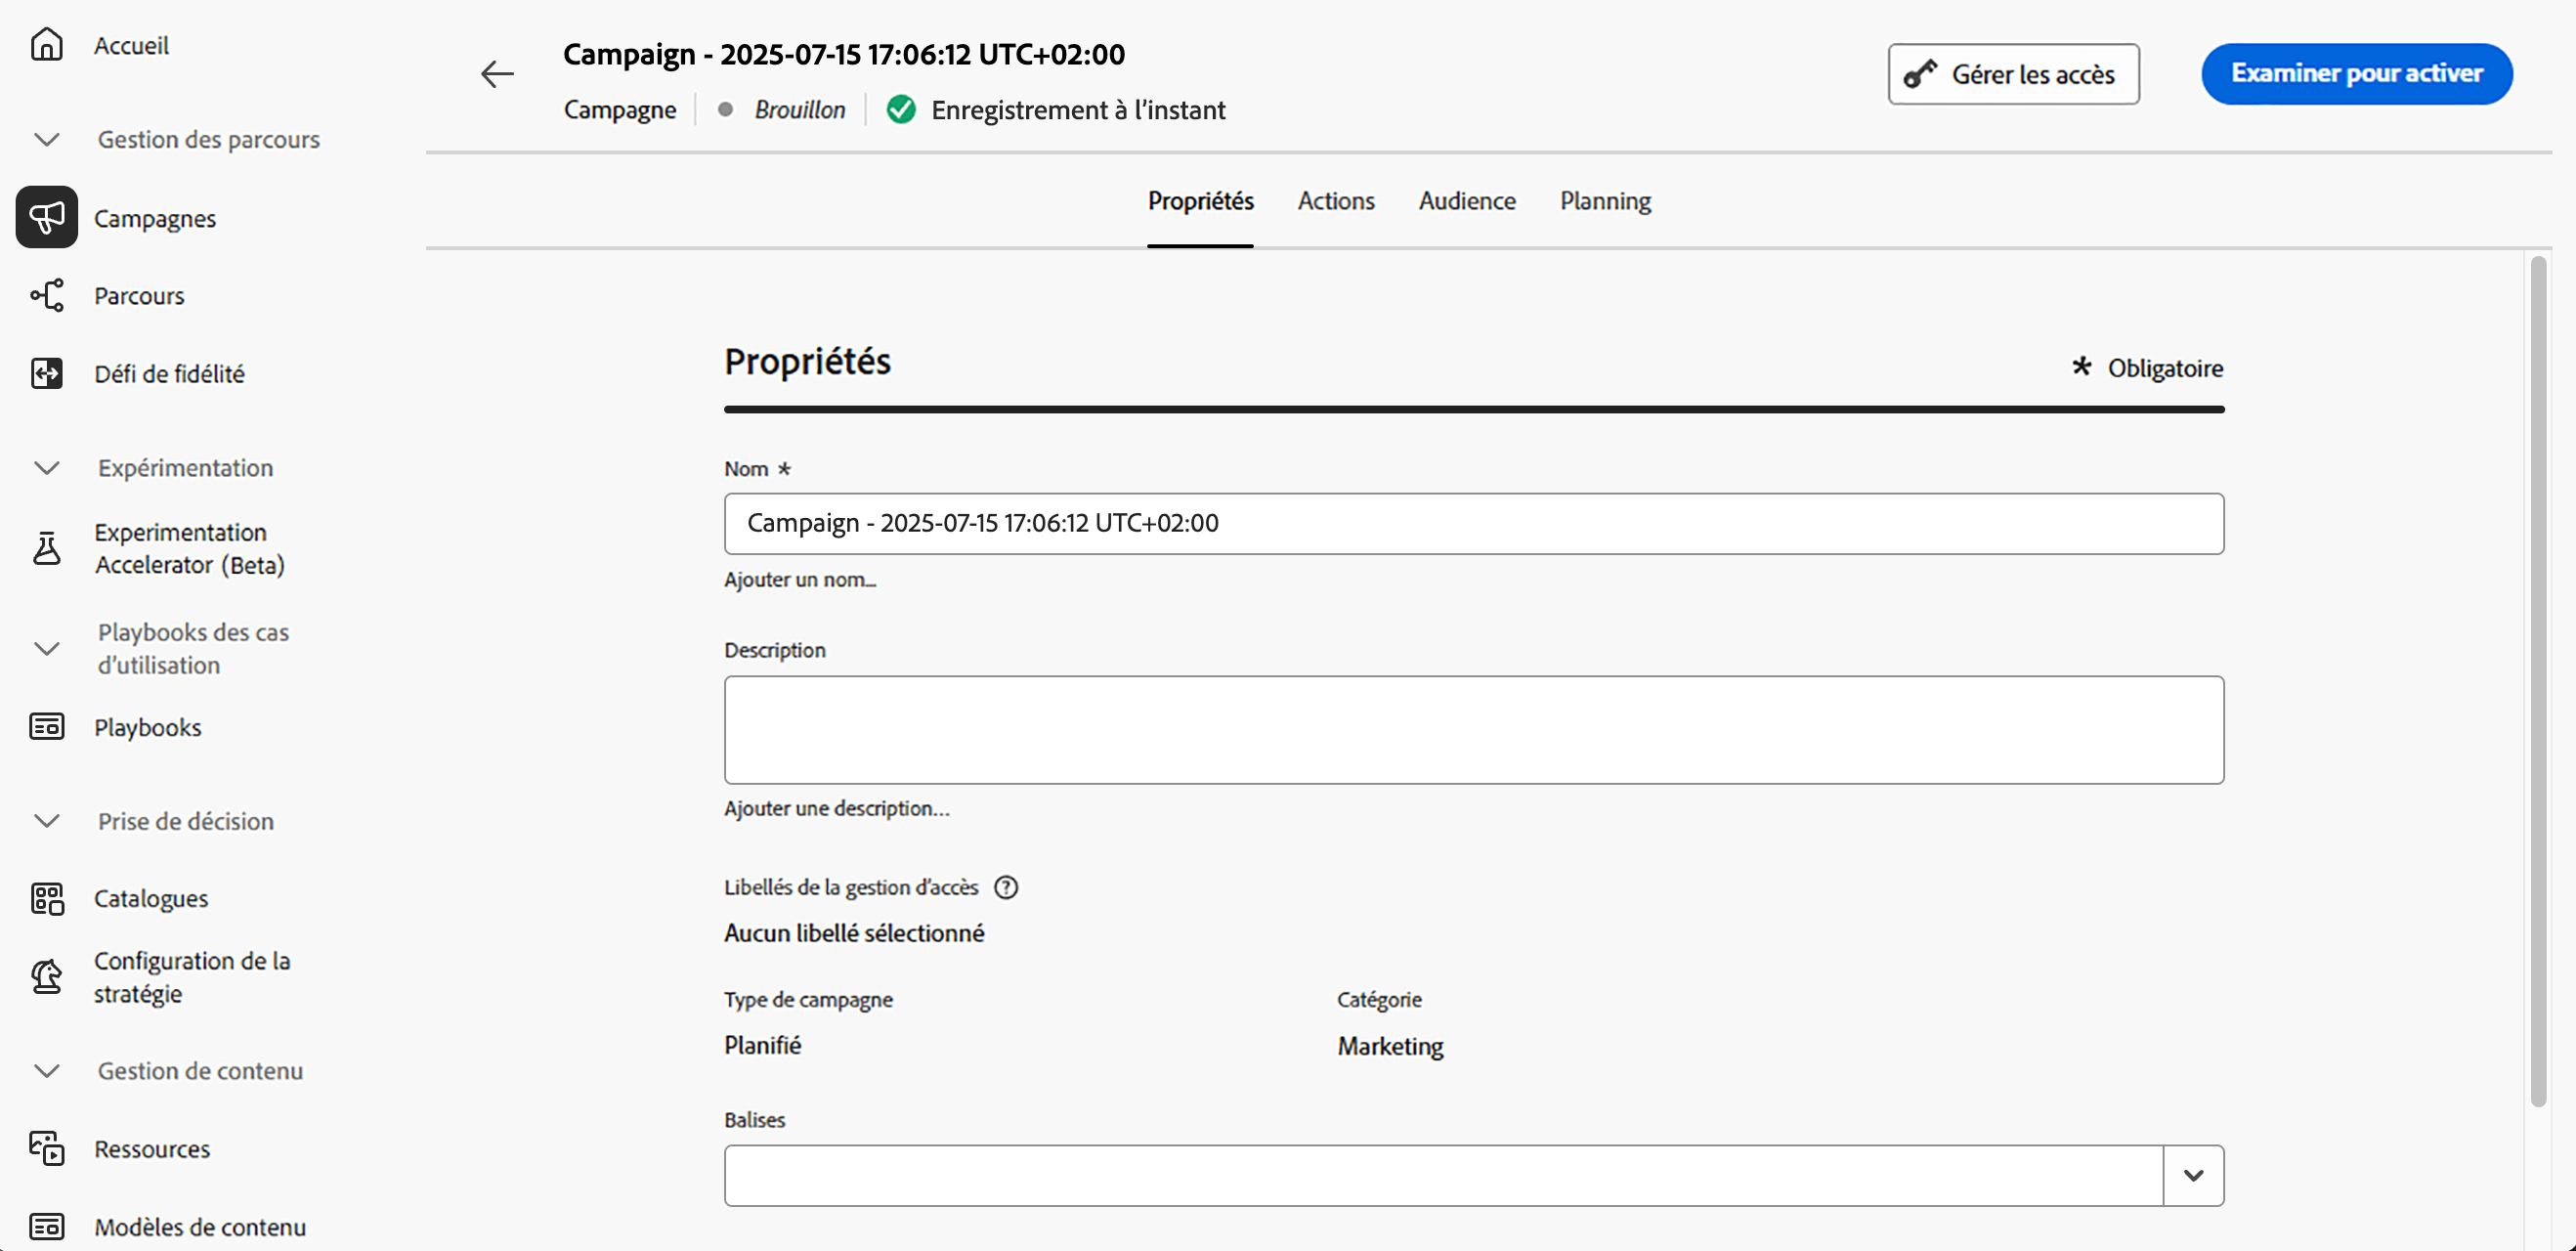 Accueil
Gestion des parcours
Campagnes
Parcours
Défi de fidélité
Expérimentation
Experimentation
Accelerator (Beta)
Playbooks des cas
d'utilisation
Playbooks
Prise de décision
Catalogues
Configuration de la
stratégie
Gestion de contenu
Ressources
Modèles de contenu
Campaign - 2025-07-15 17:06:12 UTC+02:00
Campagne Brouillon Enregistrement à l'instant
Gérer les accès
Examiner pour activer
Propriétés Actions Audience Planning
Propriétés
* Obligatoire
Nom *
Campaign - 2025-07-15 17:06:12 UTC+02:00
Ajouter un nom...
Description
Ajouter une description...
Libellés de la gestion d'accès
Aucun libellé sélectionné
Type de campagne Catégorie
Planifié Marketing
Balises